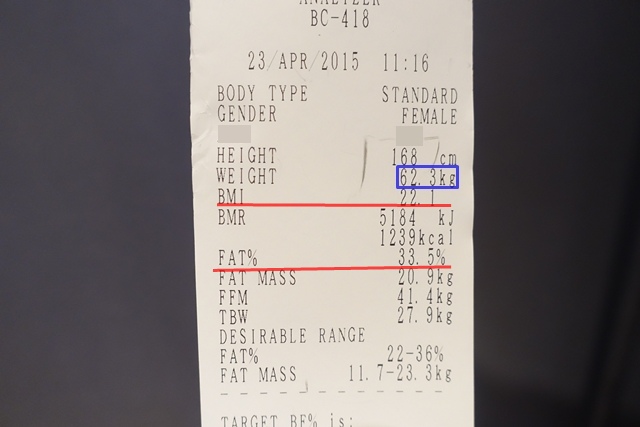 ANALYZER
BC-418
23/APR/2015 11:16
BODY TYPE STANDARD
GENDER FEMALE
HEIGHT 168 cm
WEIGHT 62.3kg
BMI 22.1
BMR 5184 kJ
1239kcal
FAT% 33.5%
FAT MASS 20.9kg
FFM 41.4kg
TBW 27.9kg
DESIRABLE RANGE
FAT% 22-36%
FAT MASS 11.7-23.3kg
TARGET BF% is: